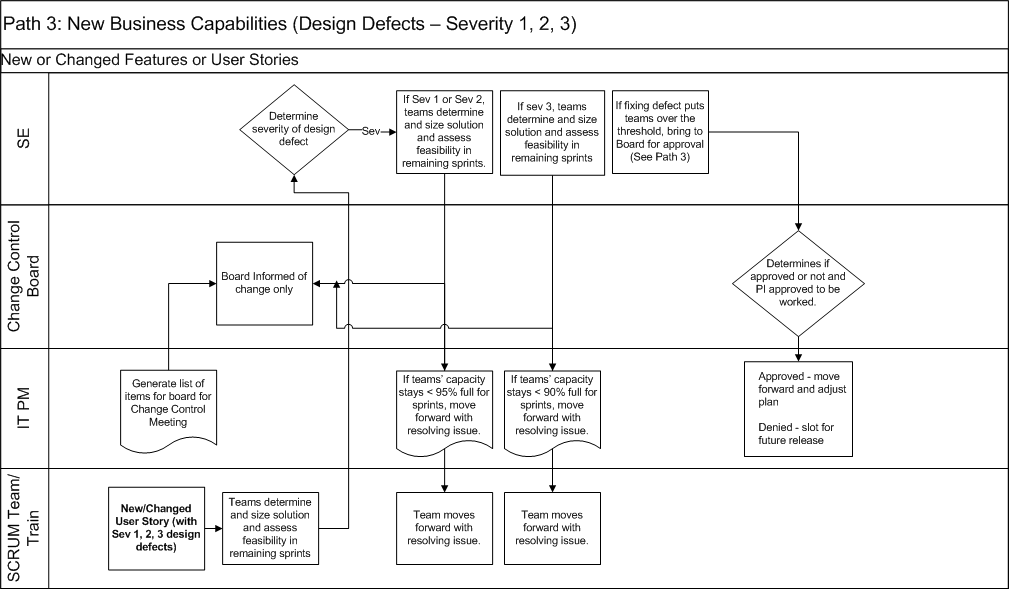 Path 3: New Business Capabilities (Design Defects – Severity 1, 2, 3)
New or Changed Features or User Stories
SE
Determine
severity of design
defect
Sev
If Sev 1 or Sev 2,
teams determine
and size solution
and assess
feasibility in
remaining sprints.
If sev 3, teams
determine and size
solution and assess
feasibility in
remaining sprints
If fixing defect puts
teams over the
threshold, bring to
Board for approval
(See Path 3)
Change Control
Board
Board Informed of
change only
Determines if
approved or not and
PI approved to be
worked.
IT PM
Generate list of
items for board for
Change Control
Meeting
If teams’ capacity
stays < 95% full for
sprints, move
forward with
resolving issue.
If teams’ capacity
stays < 90% full for
sprints, move
forward with
resolving issue.
Approved - move
forward and adjust
plan
Denied - slot for
future release
SCRUM Team/
Train
New/Changed
User Story (with
Sev 1, 2, 3 design
defects)
Teams determine
and size solution
and assess
feasibility in
remaining sprints
Team moves
forward with
resolving issue.
Team moves
forward with
resolving issue.